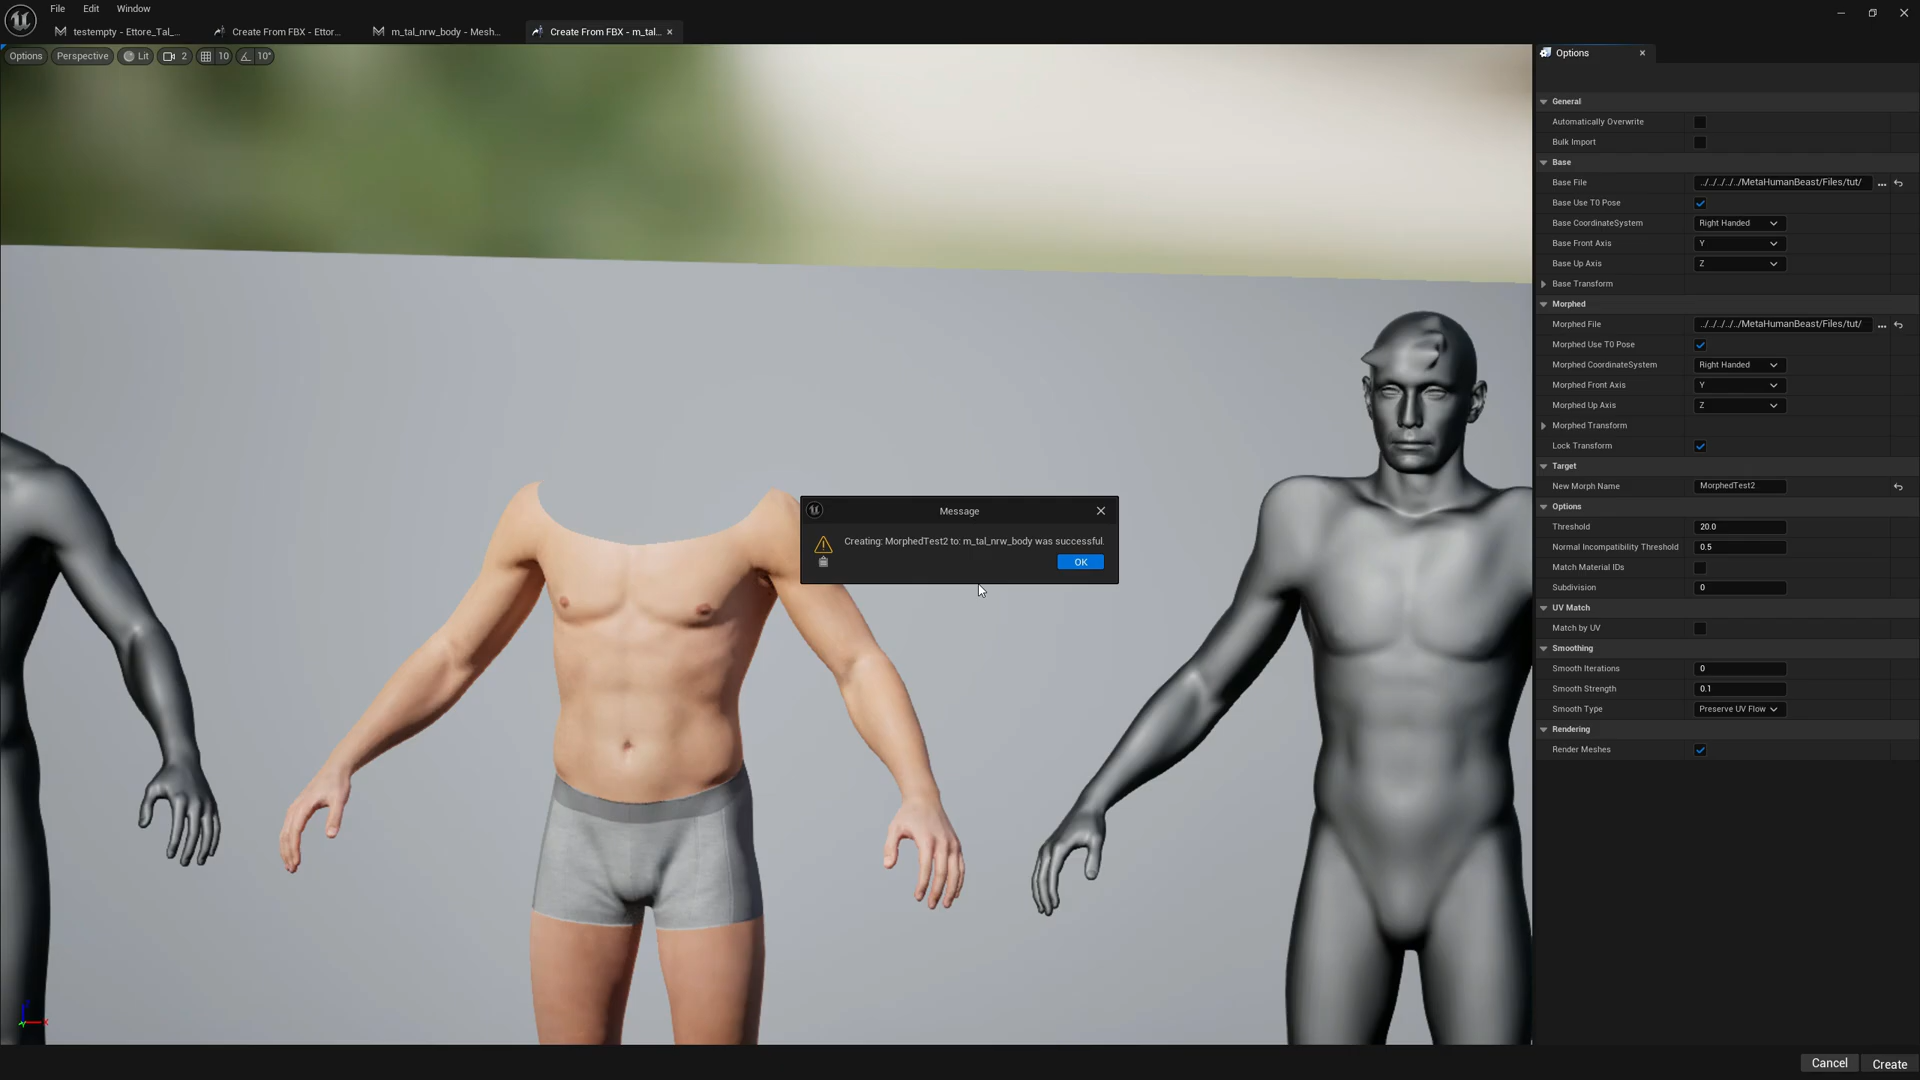 File Edit Window
testempty - Ettore_Tal_...
Create From FBX - Ettor...
m_tal_nrw_body - Mesh...
Create From FBX - m_tal...
Options
Perspective
Lit
2
10
10°
Options
General
Automatically Overwrite
Bulk Import
Base
Base File ../../../../../MetaHumanBeast/Files/tut/
Base Use T0 Pose
Base CoordinateSystem Right Handed
Base Front Axis Y
Base Up Axis Z
Base Transform
Morphed
Morphed File ../../../../../MetaHumanBeast/Files/tut/
Morphed Use T0 Pose
Morphed CoordinateSystem Right Handed
Morphed Front Axis Y
Morphed Up Axis Z
Morphed Transform
Lock Transform
Target
New Morph Name MorphedTest2
Options
Threshold 20.0
Normal Incompatibility Threshold 0.5
Match Material IDs
Subdivision 0
UV Match
Match by UV
Smoothing
Smooth Iterations 0
Smooth Strength 0.1
Smooth Type Preserve UV Flow
Rendering
Render Meshes
Message
Creating: MorphedTest2 to: m_tal_nrw_body was successful.
OK
Cancel
Create